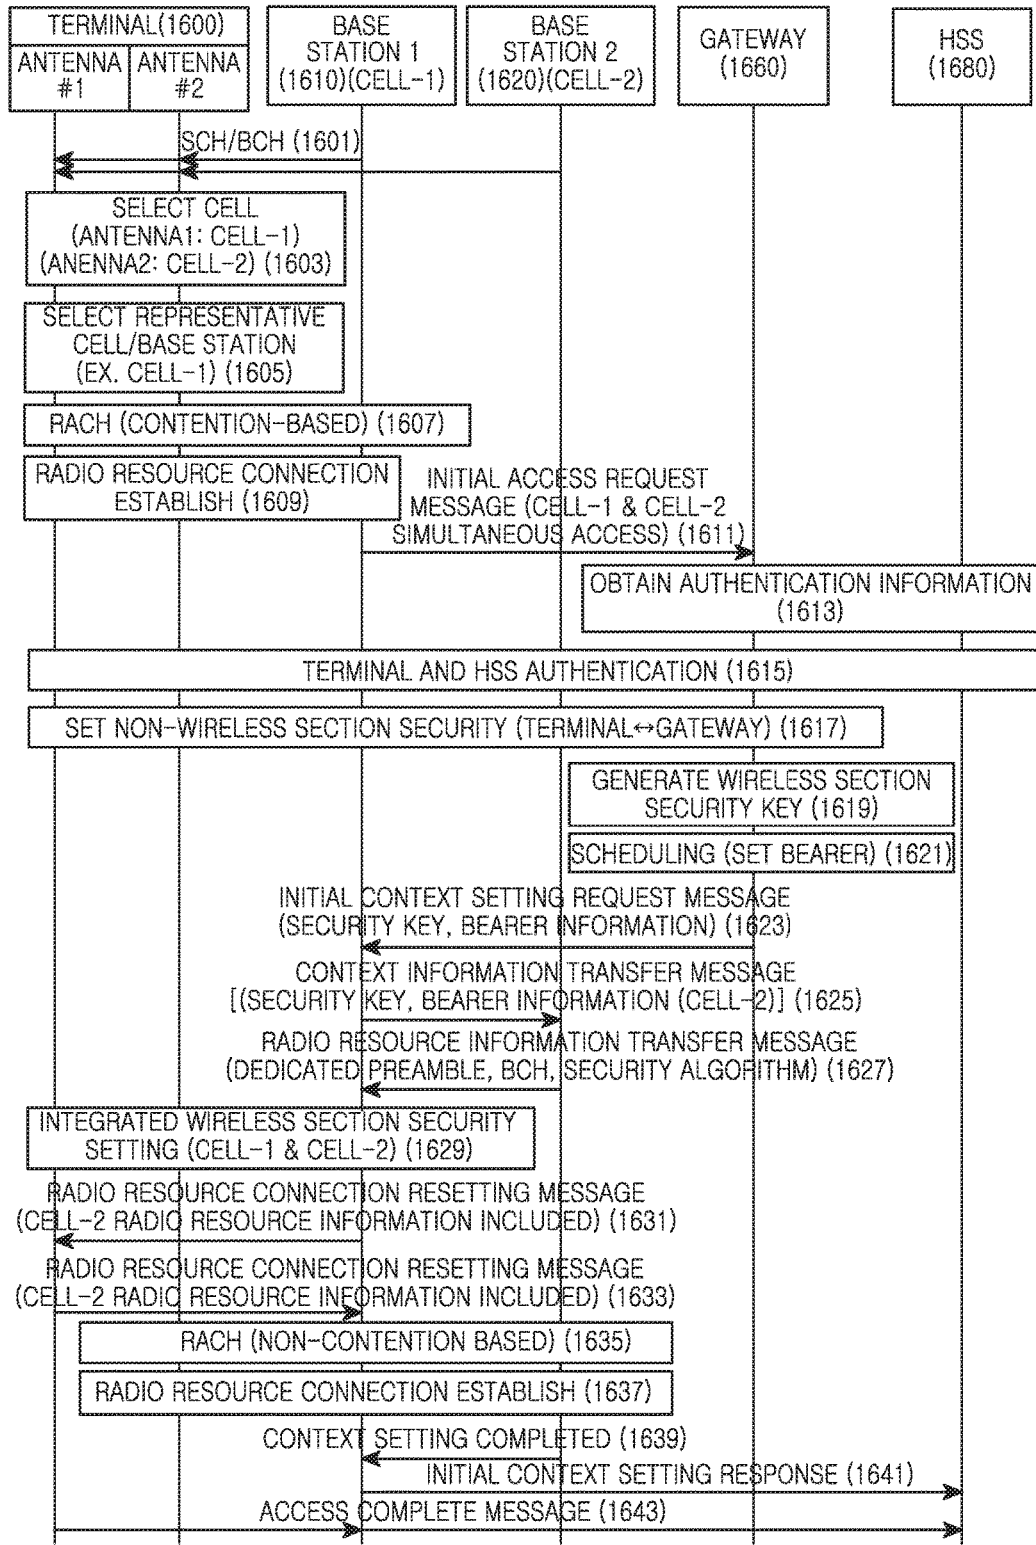 TERMINAL(1600)
ANTENNA #1
ANTENNA #2
BASE
STATION 1
(1610)(CELL-1)
BASE
STATION 2
(1620)(CELL-2)
GATEWAY
(1660)
HSS
(1680)
SCH/BCH (1601)
SELECT CELL
(ANTENNA1: CELL-1)
(ANENNA2: CELL-2) (1603)
SELECT REPRESENTATIVE
CELL/BASE STATION
(EX. CELL-1) (1605)
RACH (CONTENTION-BASED) (1607)
RADIO RESOURCE CONNECTION
ESTABLISH (1609)
INITIAL ACCESS REQUEST
MESSAGE (CELL-1 & CELL-2
SIMULTANEOUS ACCESS) (1611)
OBTAIN AUTHENTICATION INFORMATION
(1613)
TERMINAL AND HSS AUTHENTICATION (1615)
SET NON-WIRELESS SECTION SECURITY (TERMINAL↔GATEWAY) (1617)
GENERATE WIRELESS SECTION
SECURITY KEY (1619)
SCHEDULING (SET BEARER) (1621)
INITIAL CONTEXT SETTING REQUEST MESSAGE
(SECURITY KEY, BEARER INFORMATION) (1623)
CONTEXT INFORMATION TRANSFER MESSAGE
[(SECURITY KEY, BEARER INFORMATION (CELL-2)] (1625)
RADIO RESOURCE INFORMATION TRANSFER MESSAGE
(DEDICATED PREAMBLE, BCH, SECURITY ALGORITHM) (1627)
INTEGRATED WIRELESS SECTION SECURITY
SETTING (CELL-1 & CELL-2) (1629)
RADIO RESOURCE CONNECTION RESETTING MESSAGE
(CELL-2 RADIO RESOURCE INFORMATION INCLUDED) (1631)
RADIO RESOURCE CONNECTION RESETTING MESSAGE
(CELL-2 RADIO RESOURCE INFORMATION INCLUDED) (1633)
RACH (NON-CONTENTION BASED) (1635)
RADIO RESOURCE CONNECTION ESTABLISH (1637)
CONTEXT SETTING COMPLETED (1639)
INITIAL CONTEXT SETTING RESPONSE (1641)
ACCESS COMPLETE MESSAGE (1643)